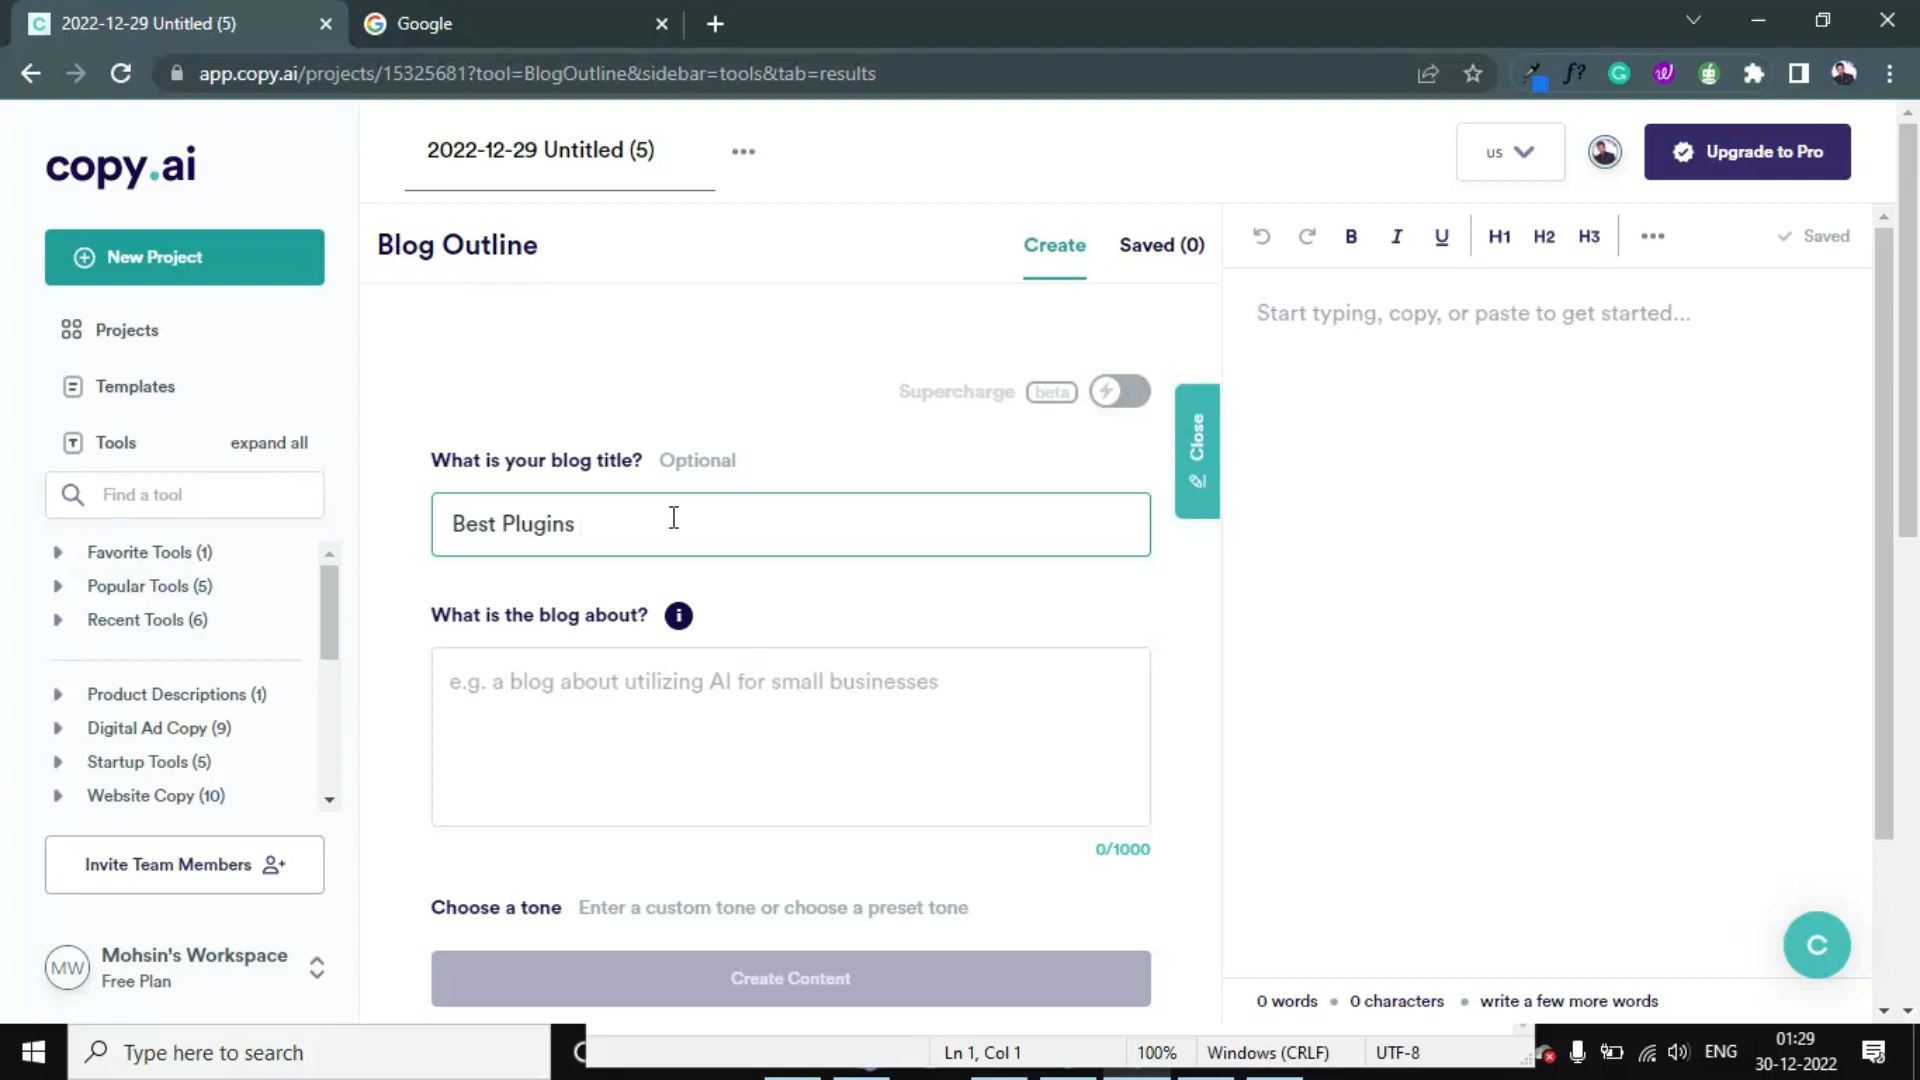 2022-12-29 Untitled (5)
Google
app.copy.ai/projects/15325681?tool=BlogOutline&sidebar=tools&tab=results
copy.ai
2022-12-29 Untitled (5)
us
Upgrade to Pro
New Project
Blog Outline
Create
Saved (0)
B I U H1 H2 H3
Saved
Start typing, copy, or paste to get started...
Projects
Templates
Tools
expand all
Find a tool
Favorite Tools (1)
Popular Tools (5)
Recent Tools (6)
Product Descriptions (1)
Digital Ad Copy (9)
Startup Tools (5)
Website Copy (10)
Invite Team Members
MW
Mohsin's Workspace
Free Plan
Supercharge beta
Close
What is your blog title? Optional
Best Plugins
What is the blog about?
e.g. a blog about utilizing AI for small businesses
0/1000
Choose a tone Enter a custom tone or choose a preset tone
Create Content
C
0 words • 0 characters • write a few more words
Type here to search
Ln 1, Col 1
100%
Windows (CRLF)
UTF-8
ENG
01:29
30-12-2022